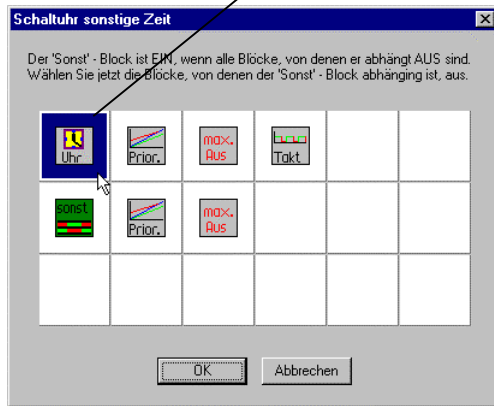 Schaltuhr sonstige Zeit
Der 'Sonst' - Block ist EIN, wenn alle Blöcke, von denen er abhängt AUS sind.
Wählen Sie jetzt die Blöcke, von denen der 'Sonst' - Block abhänging ist, aus.
Uhr
Prior.
max.
Aus
Takt
sonst
Prior.
max.
Aus
OK
Abbrechen